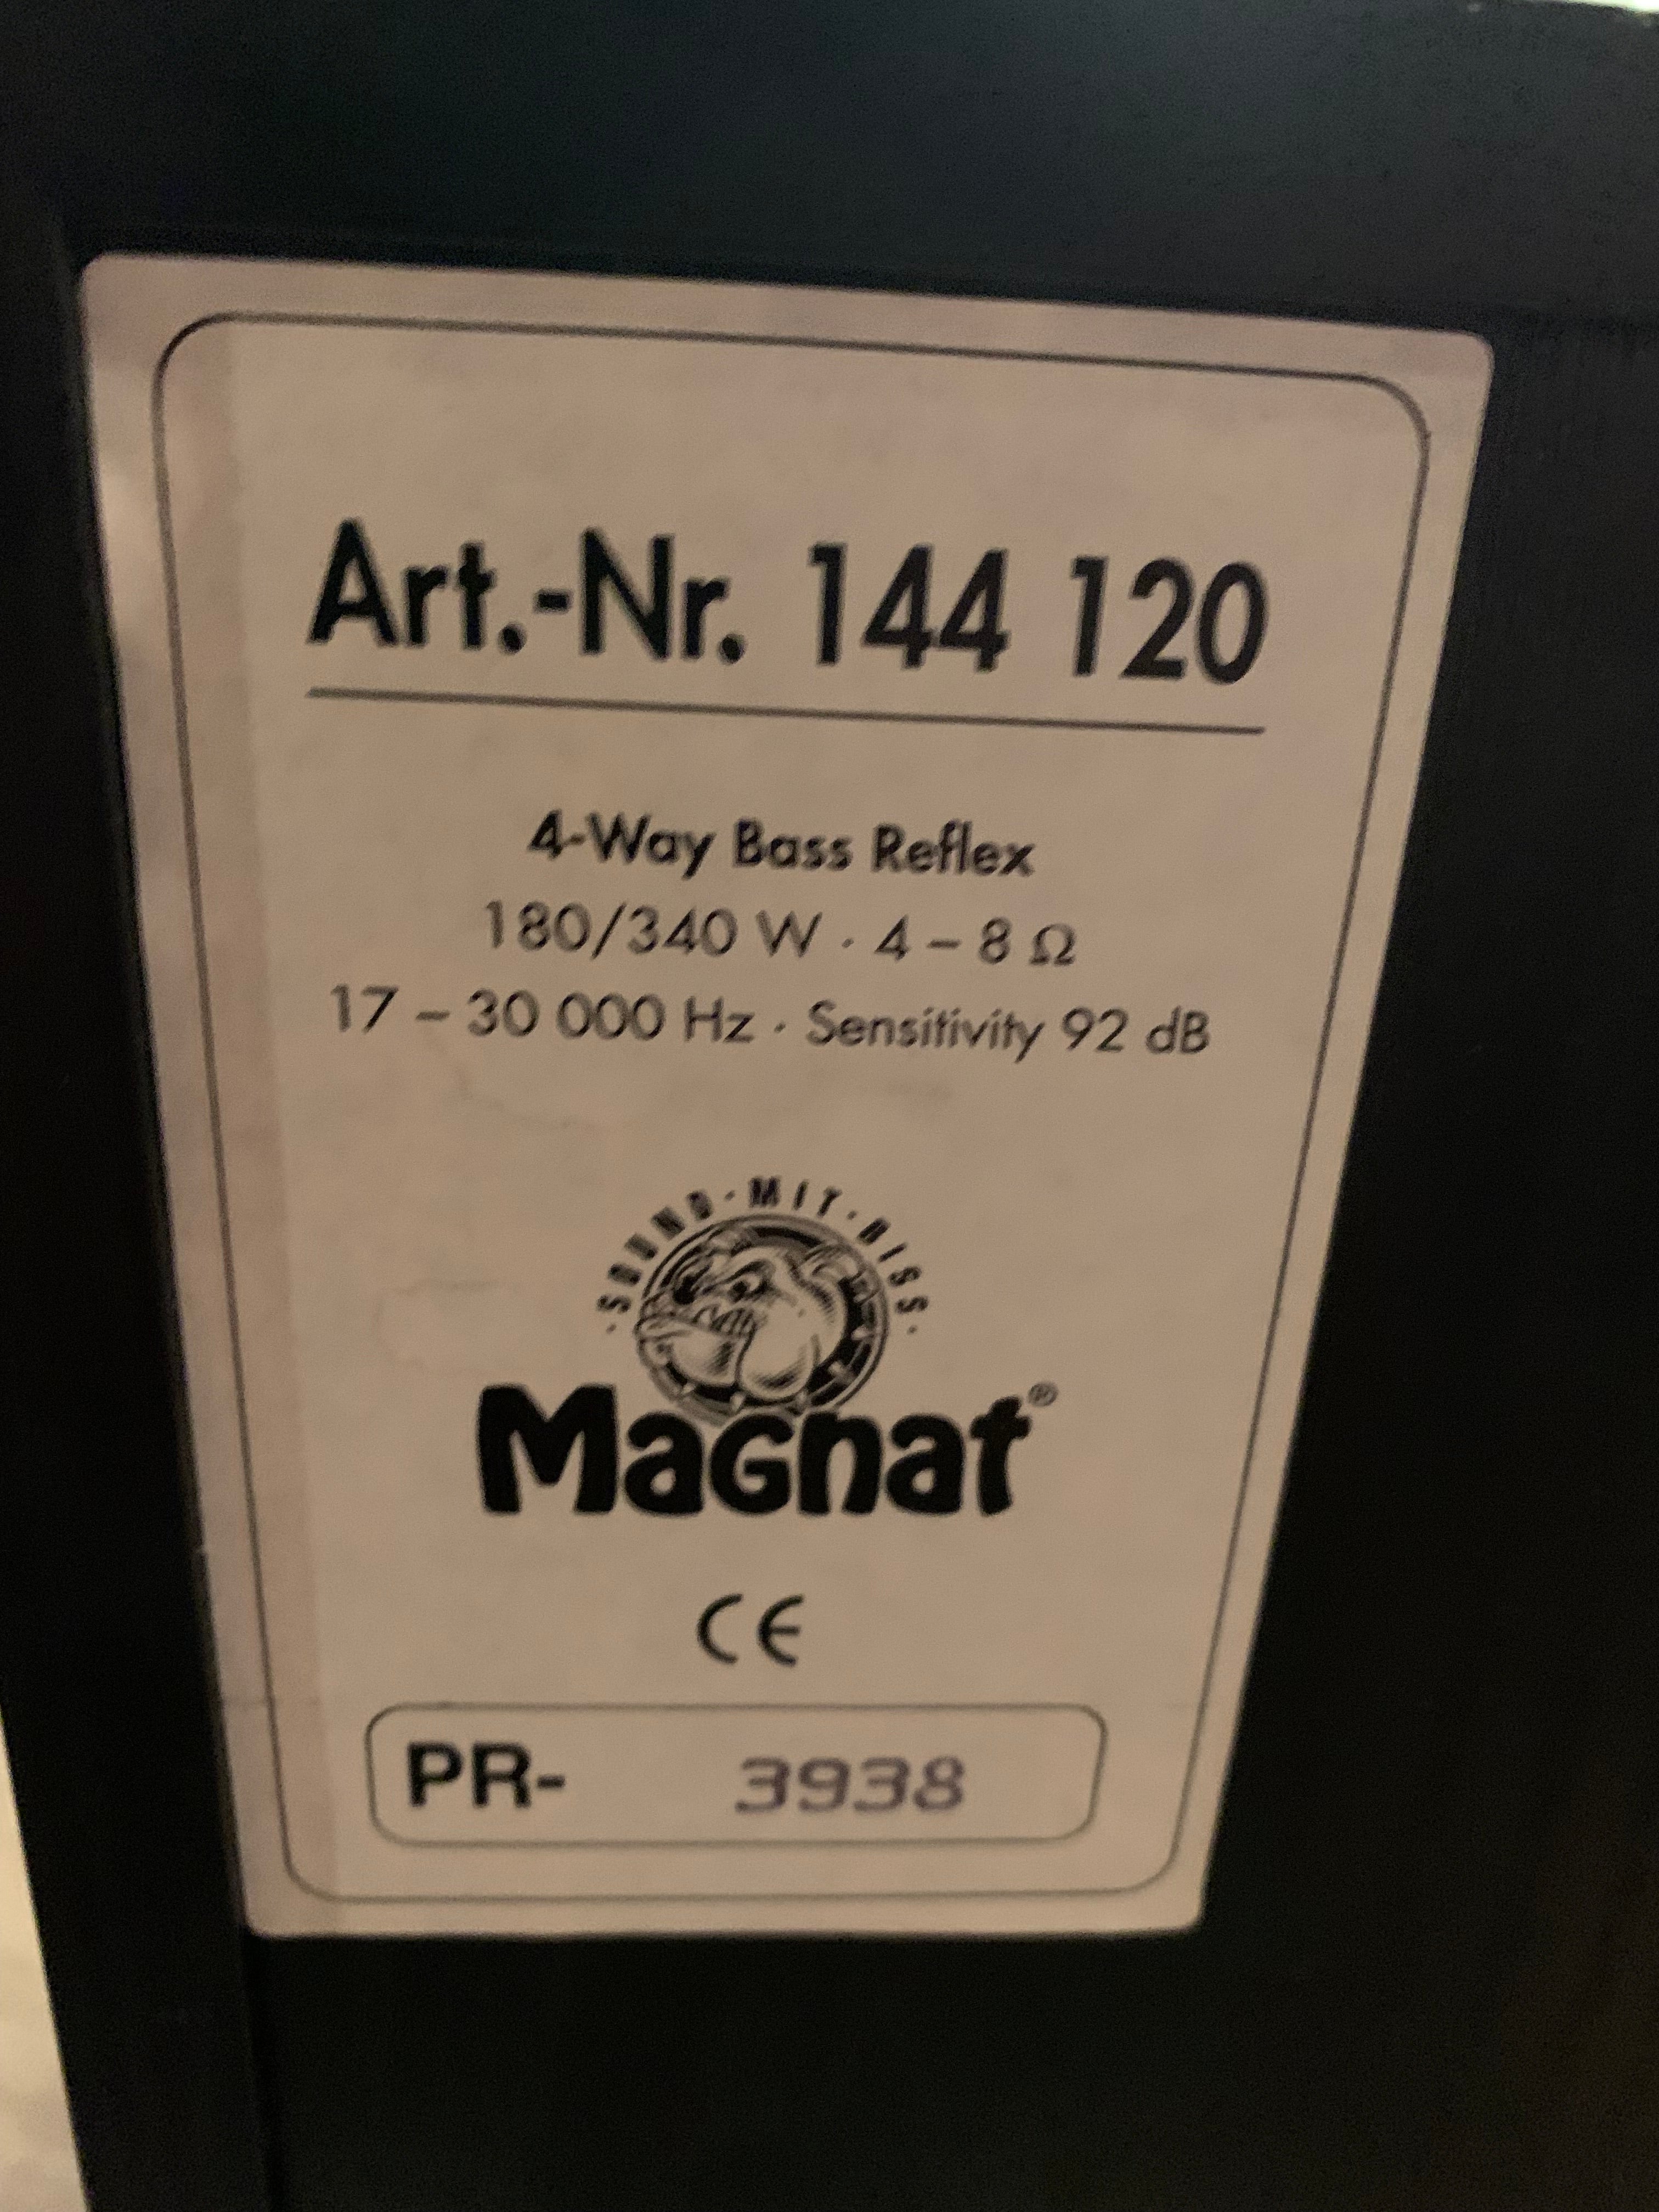 Art.-Nr. 144 120
4-Way Bass Reflex
180/340 W · 4 – 8 Ω
17 – 30 000 Hz · Sensitivity 92 dB
· SOUND · MIT · BISS ·
Magnat®
CE
PR- 3938